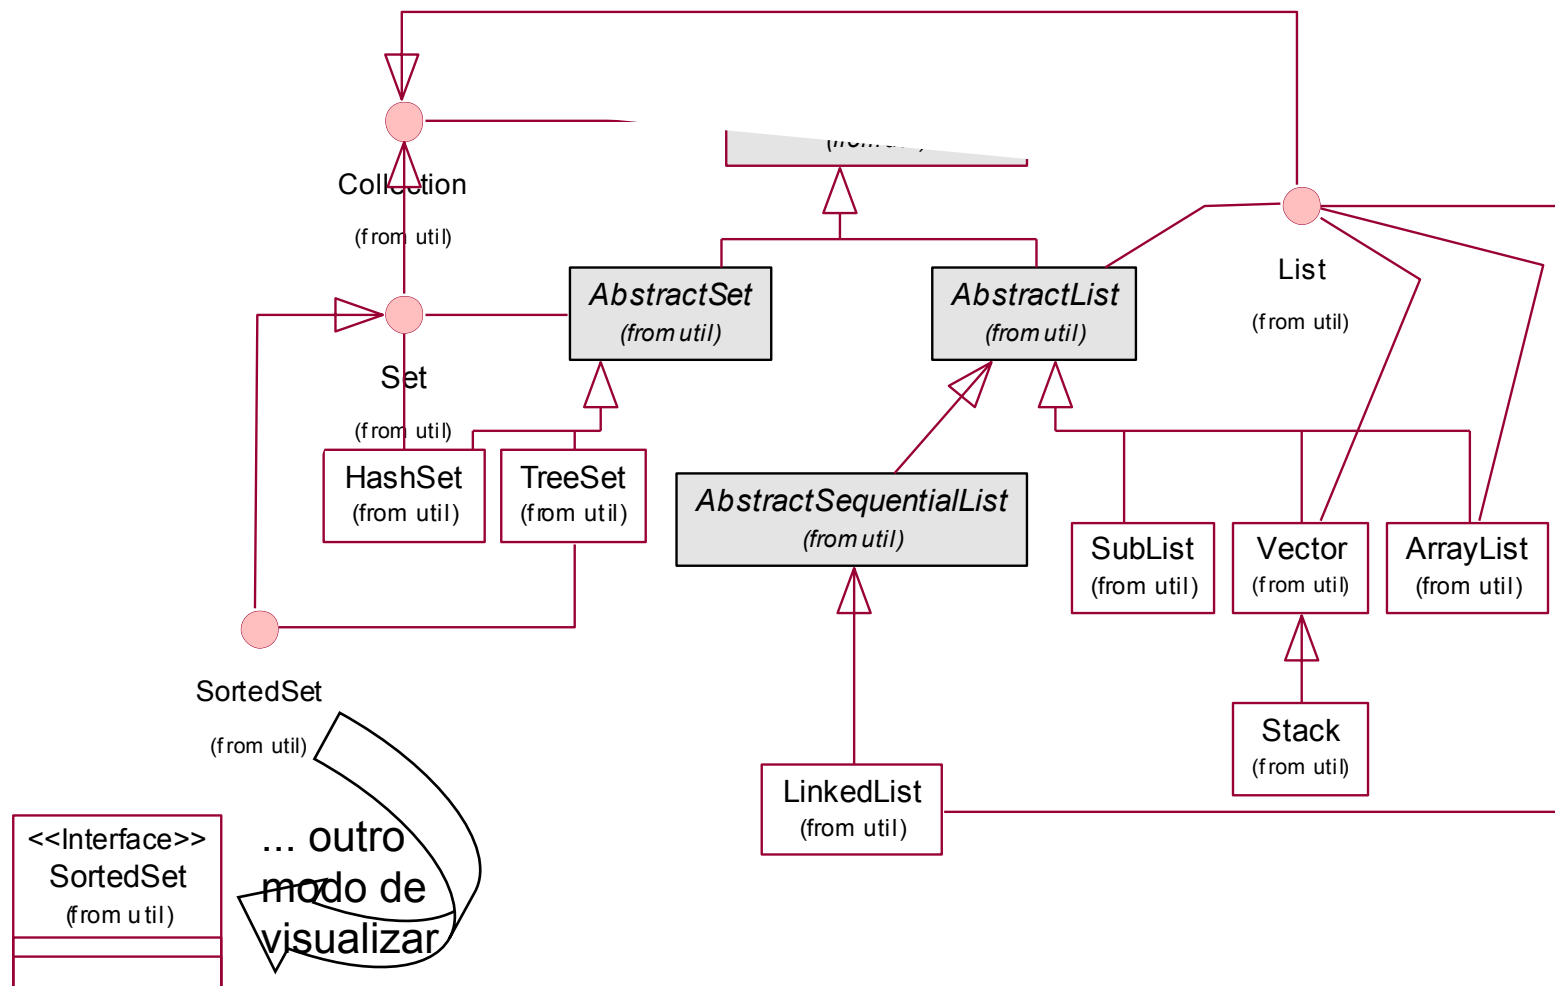 Collection
(from util)
List
(from util)
AbstractSet
(from util)
AbstractList
(from util)
Set
(from util)
HashSet
(from util)
TreeSet
(from util)
AbstractSequentialList
(from util)
SubList
(from util)
Vector
(from util)
ArrayList
(from util)
SortedSet
(from util)
Stack
(from util)
LinkedList
(from util)
<<Interface>>
SortedSet
(from util)
... outro
modo de
visualizar